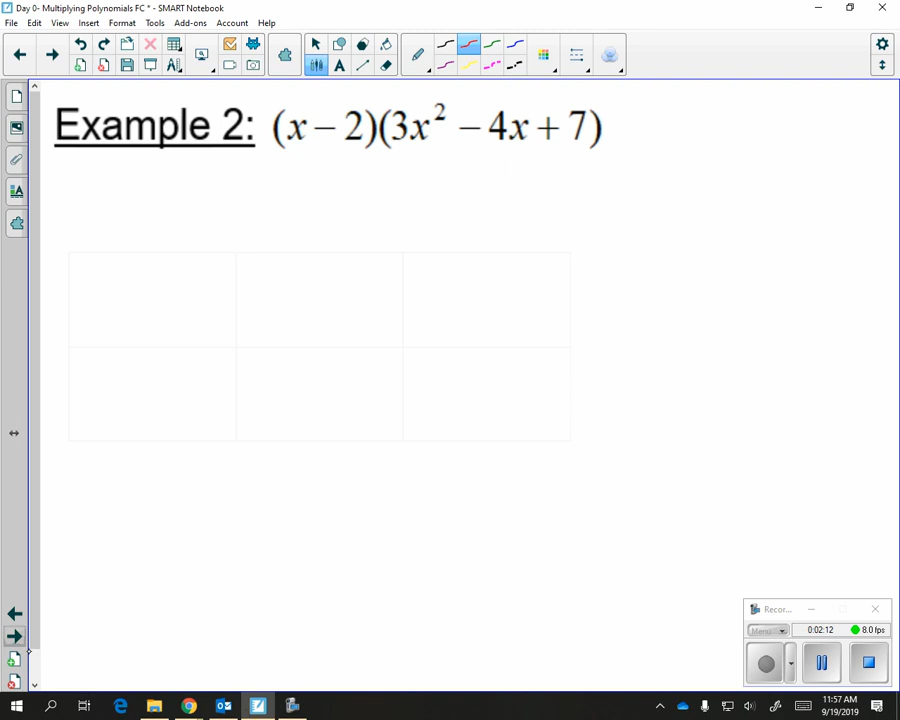 Day 0- Multiplying Polynomials FC * - SMART Notebook
File Edit View Insert Format Tools Add-ons Account Help
Example 2: (x − 2)(3x² − 4x + 7)
Recor...
Menu
0:02:12
8.0 fps
11:57 AM
9/19/2019